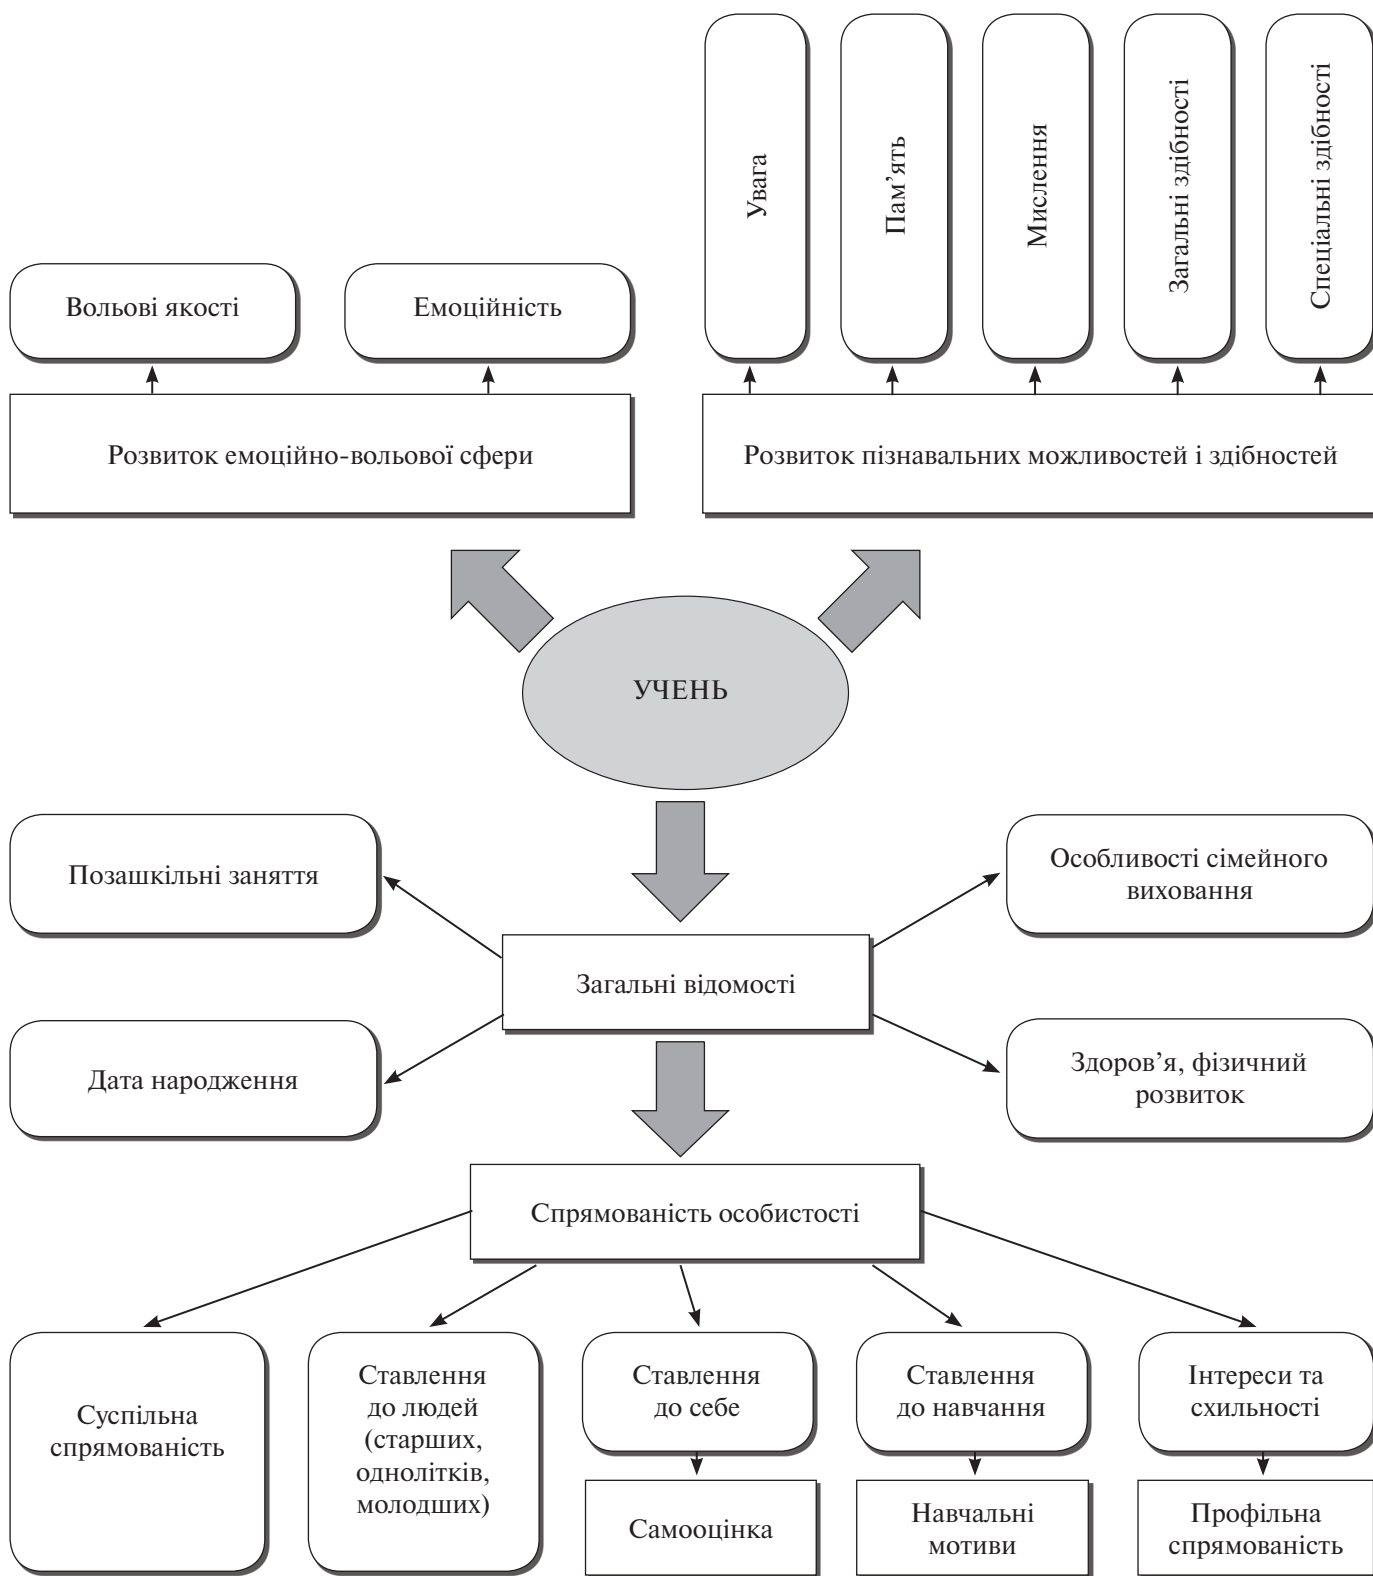 Увага
Пам’ять
Мислення
Загальні здібності
Спеціальні здібності
Вольові якості
Емоційність
Розвиток емоційно-вольової сфери
Розвиток пізнавальних можливостей і здібностей
УЧЕНЬ
Позашкільні заняття
Особливості сімейного
виховання
Загальні відомості
Дата народження
Здоров’я, фізичний
розвиток
Спрямованість особистості
Суспільна
спрямованість
Ставлення
до людей
(старших,
однолітків,
молодших)
Ставлення
до себе
Ставлення
до навчання
Інтереси та
схильності
Самооцінка
Навчальні
мотиви
Профільна
спрямованість